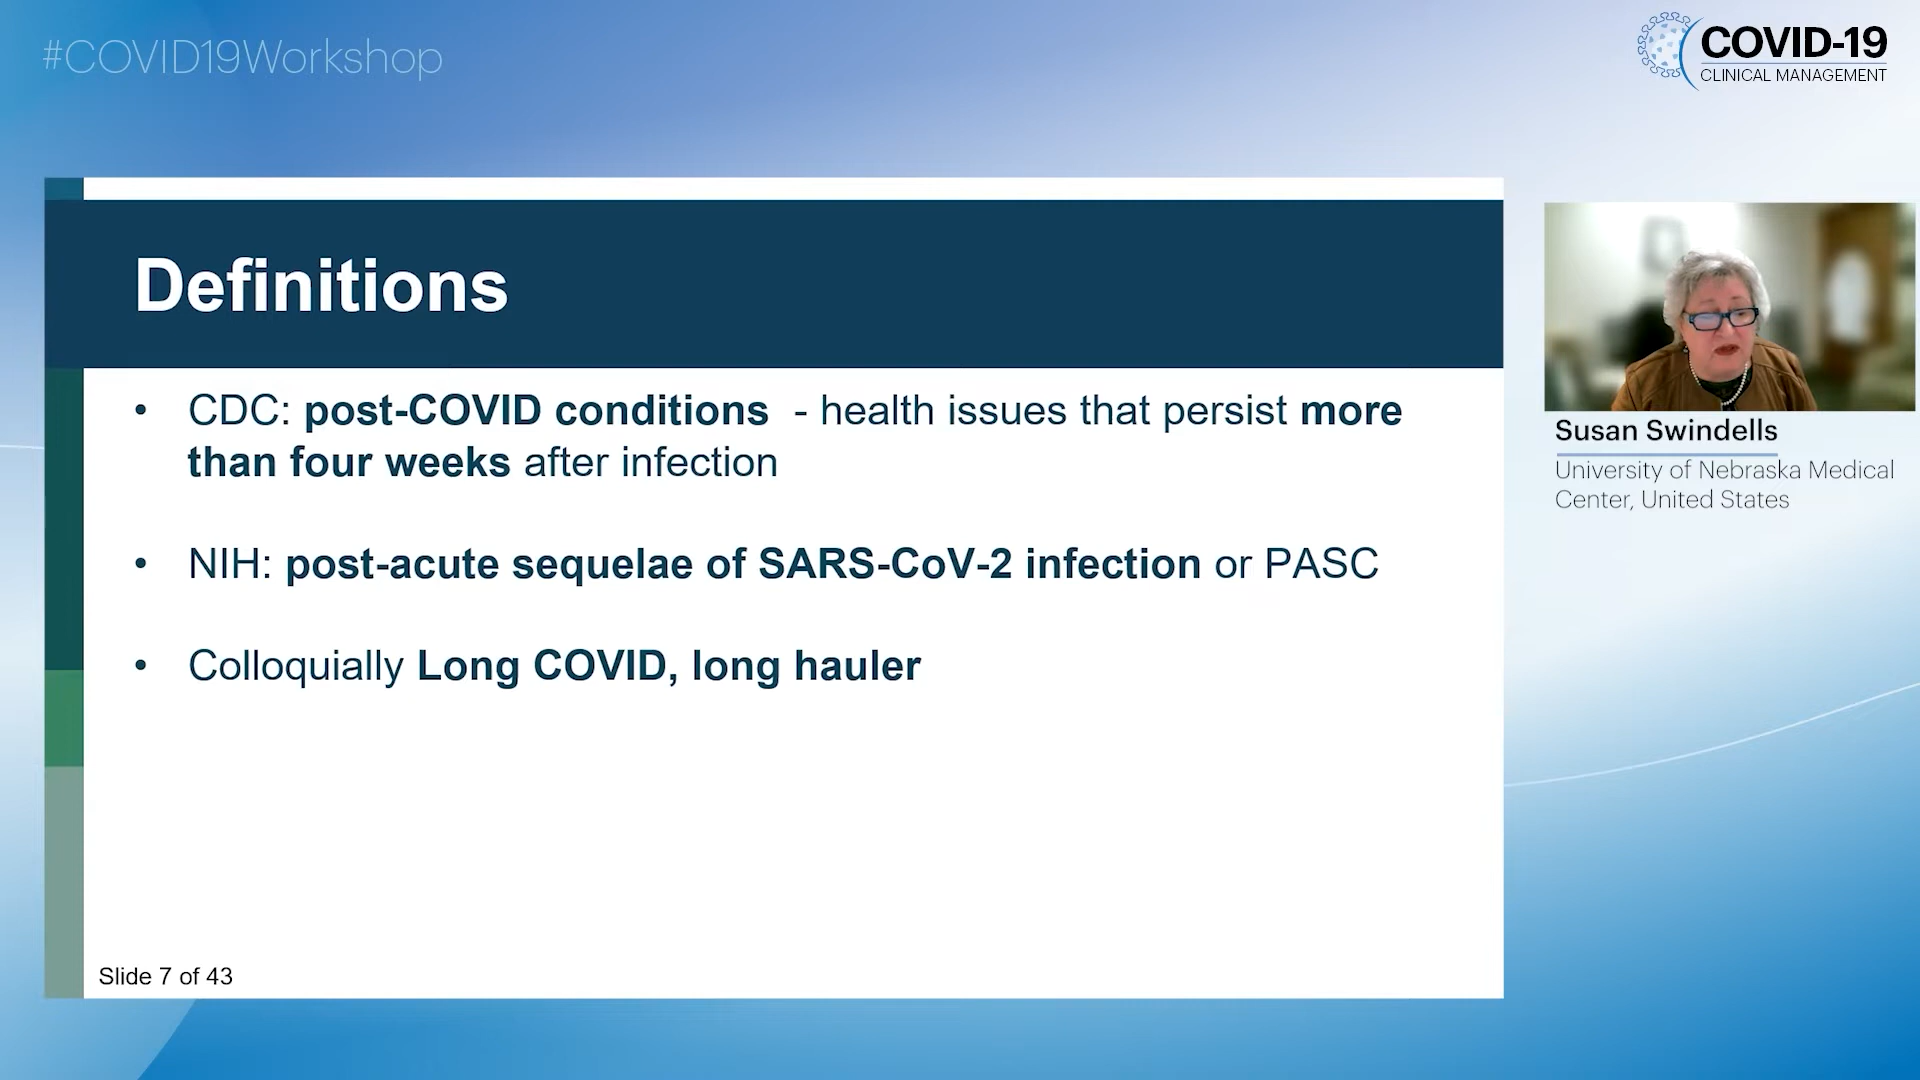 #COVID19Workshop
COVID-19
CLINICAL MANAGEMENT
Definitions
• CDC: post-COVID conditions - health issues that persist more
than four weeks after infection
• NIH: post-acute sequelae of SARS-CoV-2 infection or PASC
• Colloquially Long COVID, long hauler
Slide 7 of 43
Susan Swindells
University of Nebraska Medical
Center, United States